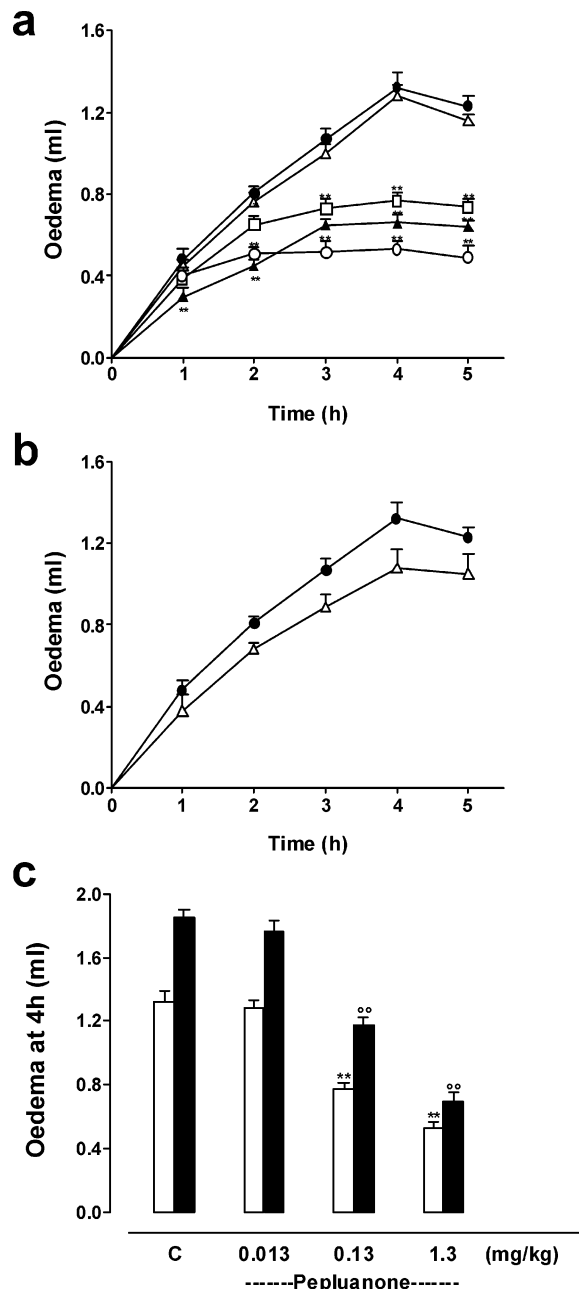 a
1.6
1.2
0.8
0.4
0.0
Oedema (ml)
** ** **
** **
** ** ** **
** **
0 1 2 3 4 5
Time (h)
b
1.6
1.2
0.8
0.4
0.0
Oedema (ml)
0 1 2 3 4 5
Time (h)
c
2.0
1.6
1.2
0.8
0.4
0.0
Oedema at 4h (ml)
** °° ** °°
C 0.013 0.13 1.3 (mg/kg)
-------Pepluanone-------